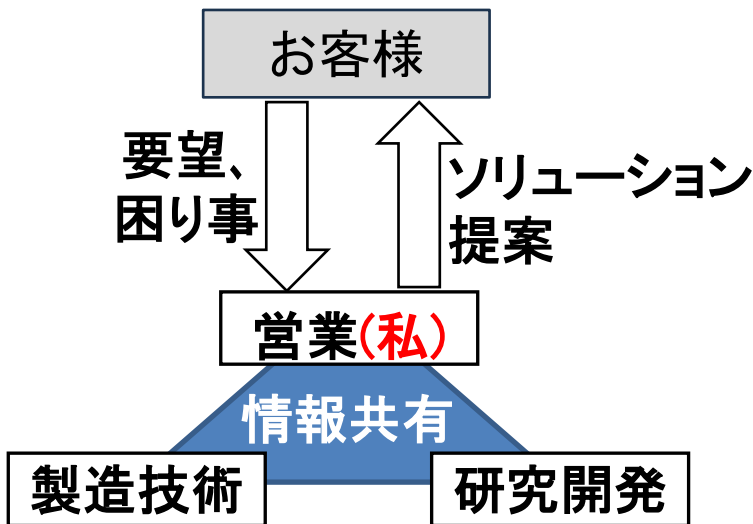 お客様
要望、
困り事
ソリューション
提案
営業(私)
情報共有
製造技術
研究開発